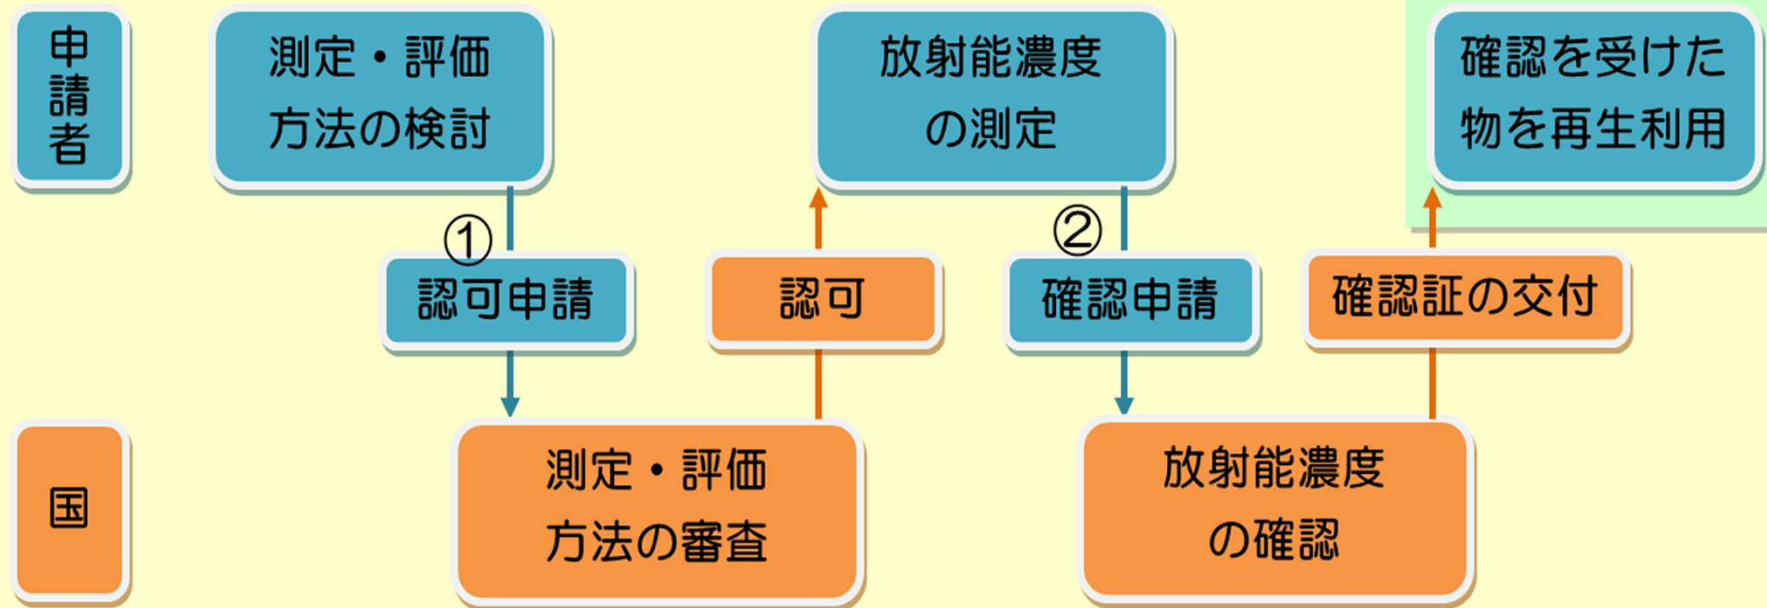 申請者
測定・評価
方法の検討
放射能濃度
の測定
確認を受けた
物を再生利用
①
認可申請
認可
②
確認申請
確認証の交付
国
測定・評価
方法の審査
放射能濃度
の確認